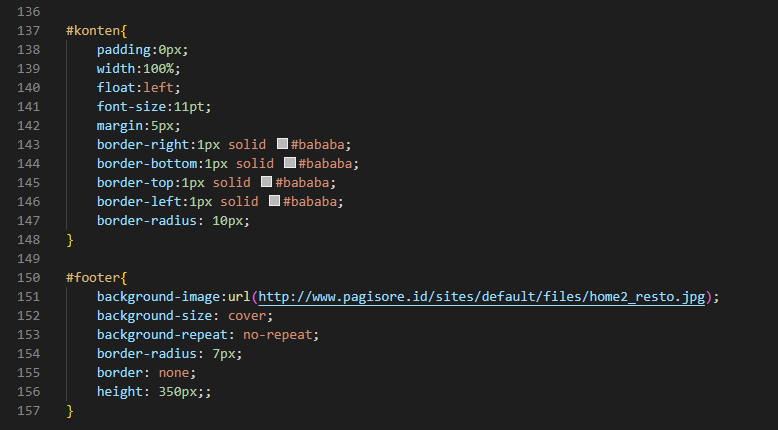 136
137 #konten{
138 padding:0px;
139 width:100%;
140 float:left;
141 font-size:11pt;
142 margin:5px;
143 border-right:1px solid #bababa;
144 border-bottom:1px solid #bababa;
145 border-top:1px solid #bababa;
146 border-left:1px solid #bababa;
147 border-radius: 10px;
148 }
149
150 #footer{
151 background-image:url(http://www.pagisore.id/sites/default/files/home2_resto.jpg);
152 background-size: cover;
153 background-repeat: no-repeat;
154 border-radius: 7px;
155 border: none;
156 height: 350px;;
157 }